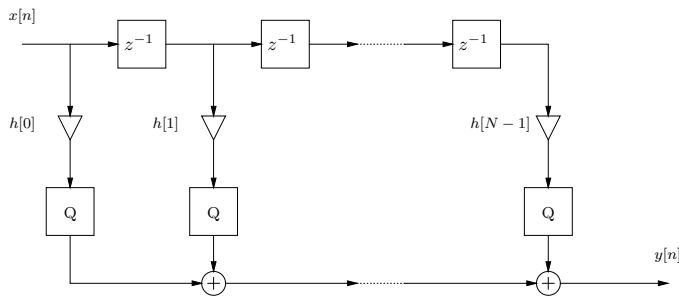 x[n]
z⁻¹ z⁻¹ z⁻¹
h[0] h[1] h[N − 1]
Q Q Q
y[n]
+ +